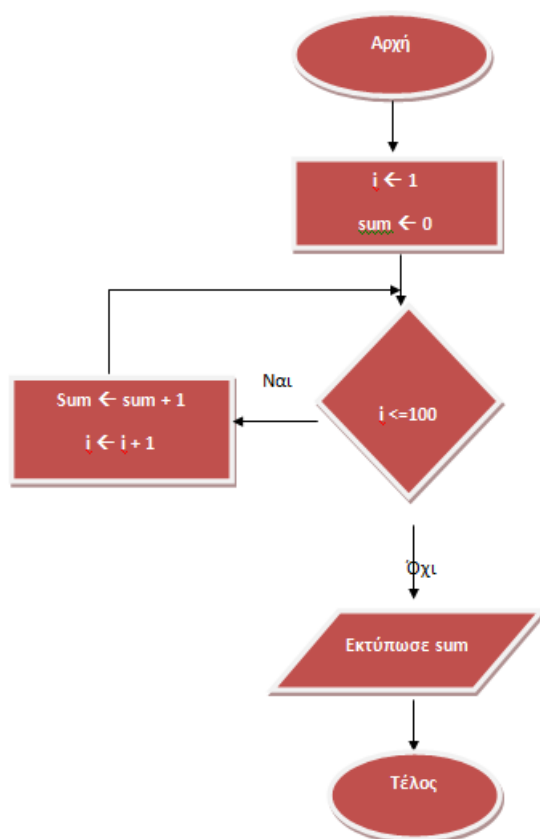 Αρχή
i ← 1
sum ← 0
Ναι
Sum ← sum + 1
i ← i + 1
i <=100
Όχι
Εκτύπωσε sum
Τέλος